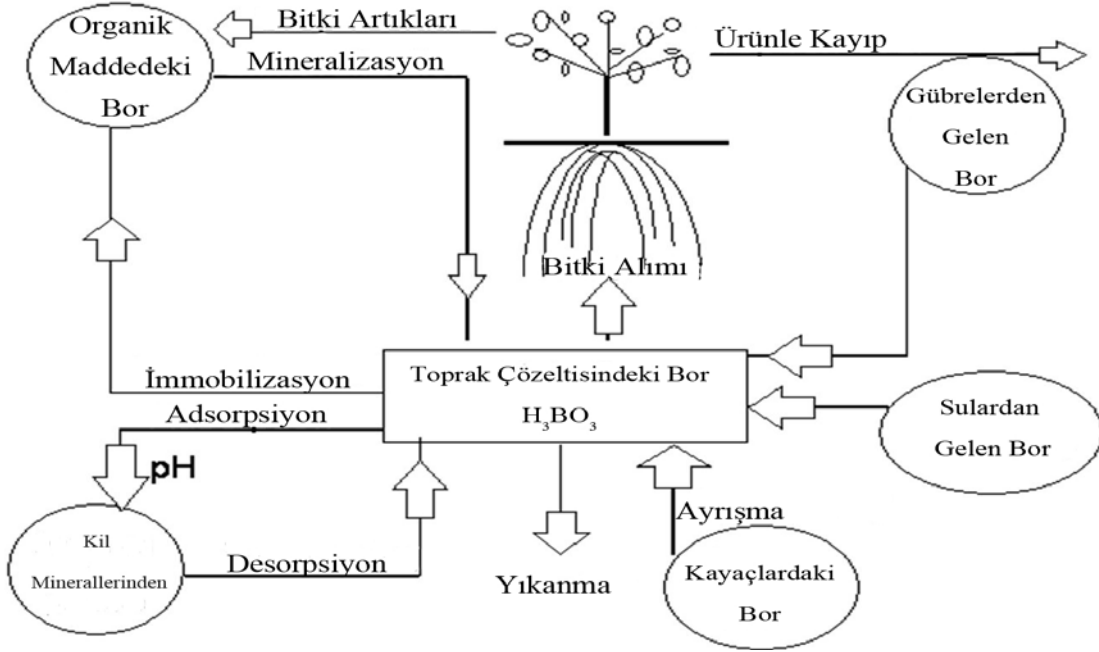 Organik
Maddedeki
Bor
Bitki Artıkları
Mineralizasyon
Ürünle Kayıp
Gübrelerden
Gelen
Bor
Bitki Alımı
İmmobilizasyon
Adsorpsiyon
pH
Toprak Çözeltisindeki Bor
H₃BO₃
Sulardan
Gelen Bor
Kil
Minerallerinden
Desorpsiyon
Yıkanma
Ayrışma
Kayaçlardaki
Bor